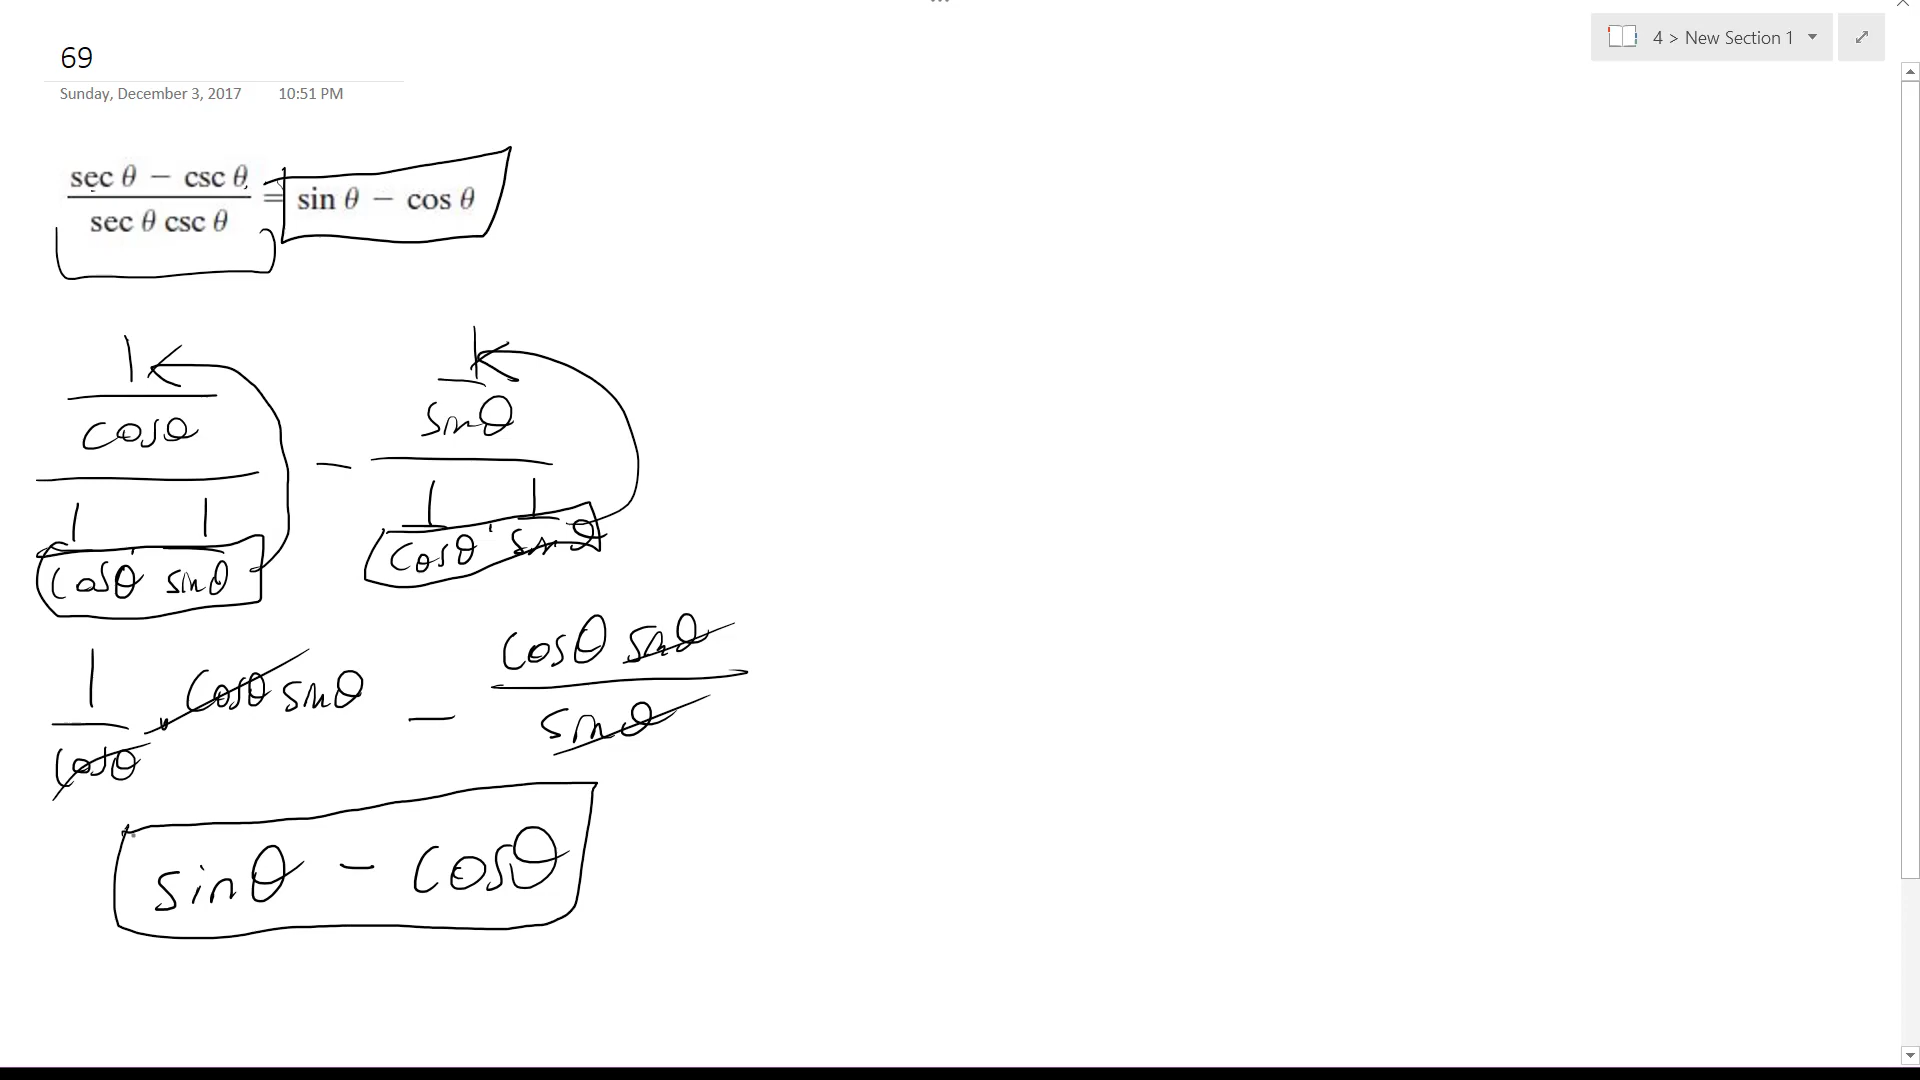 4 > New Section 1
69
Sunday, December 3, 2017 10:51 PM
sec θ − csc θ
= sin θ − cos θ
sec θ csc θ
1 1
cosθ − sinθ
1 1 1 1
cosθ sinθ cosθ sinθ
1 · cosθ sinθ − cosθ sinθ
cosθ sinθ
sinθ − cosθ